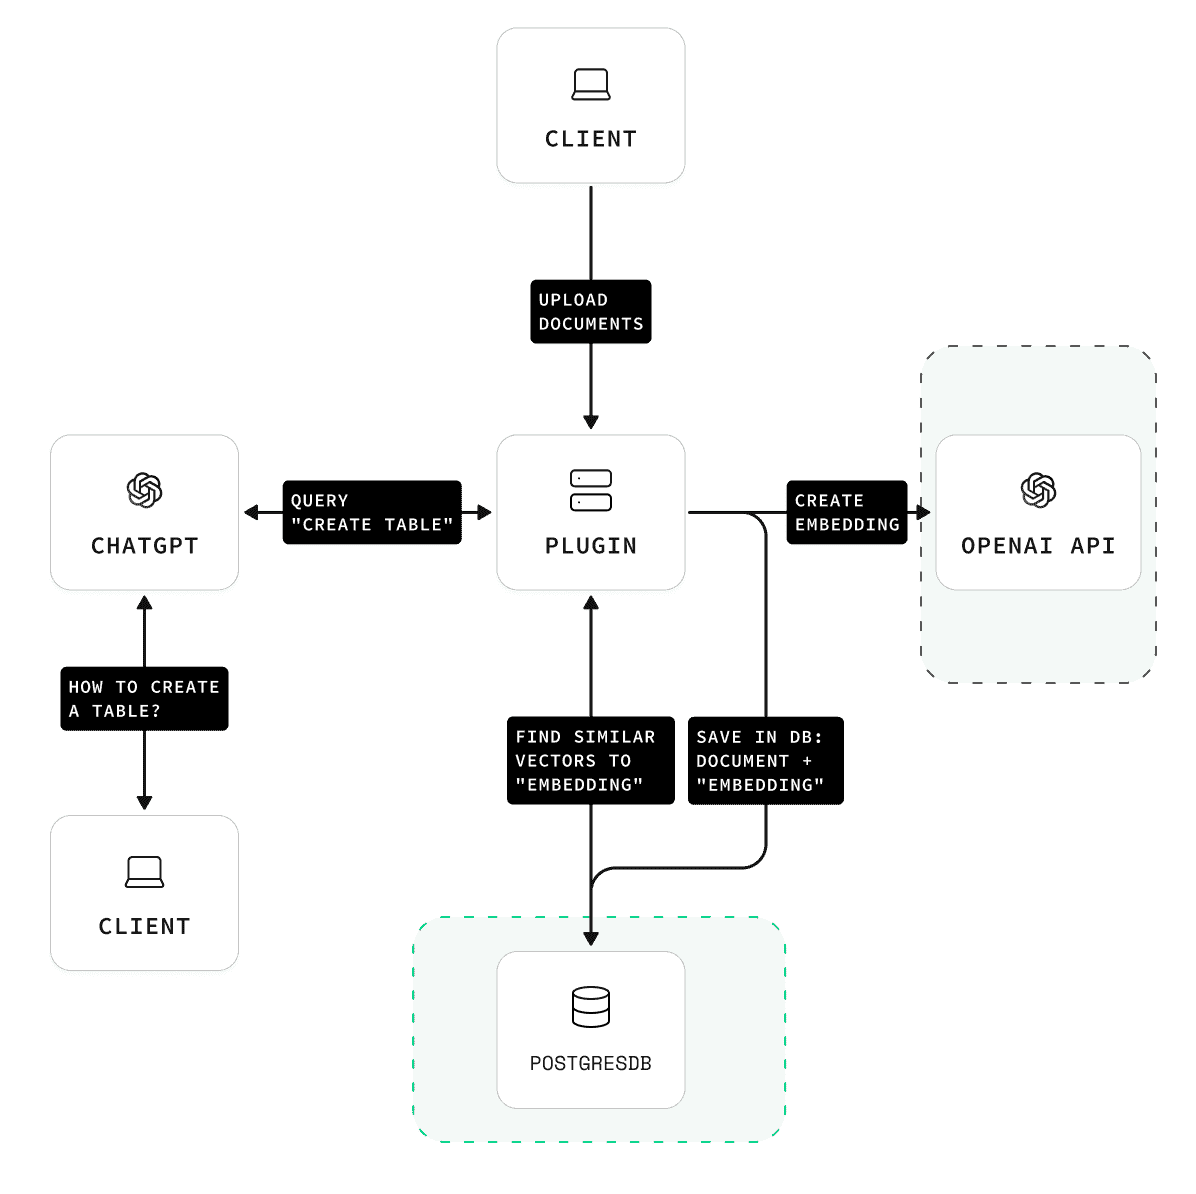 CLIENT
UPLOAD
DOCUMENTS
CHATGPT
QUERY
"CREATE TABLE"
PLUGIN
CREATE
EMBEDDING
OPENAI API
HOW TO CREATE
A TABLE?
FIND SIMILAR
VECTORS TO
"EMBEDDING"
SAVE IN DB:
DOCUMENT +
"EMBEDDING"
CLIENT
POSTGRESDB